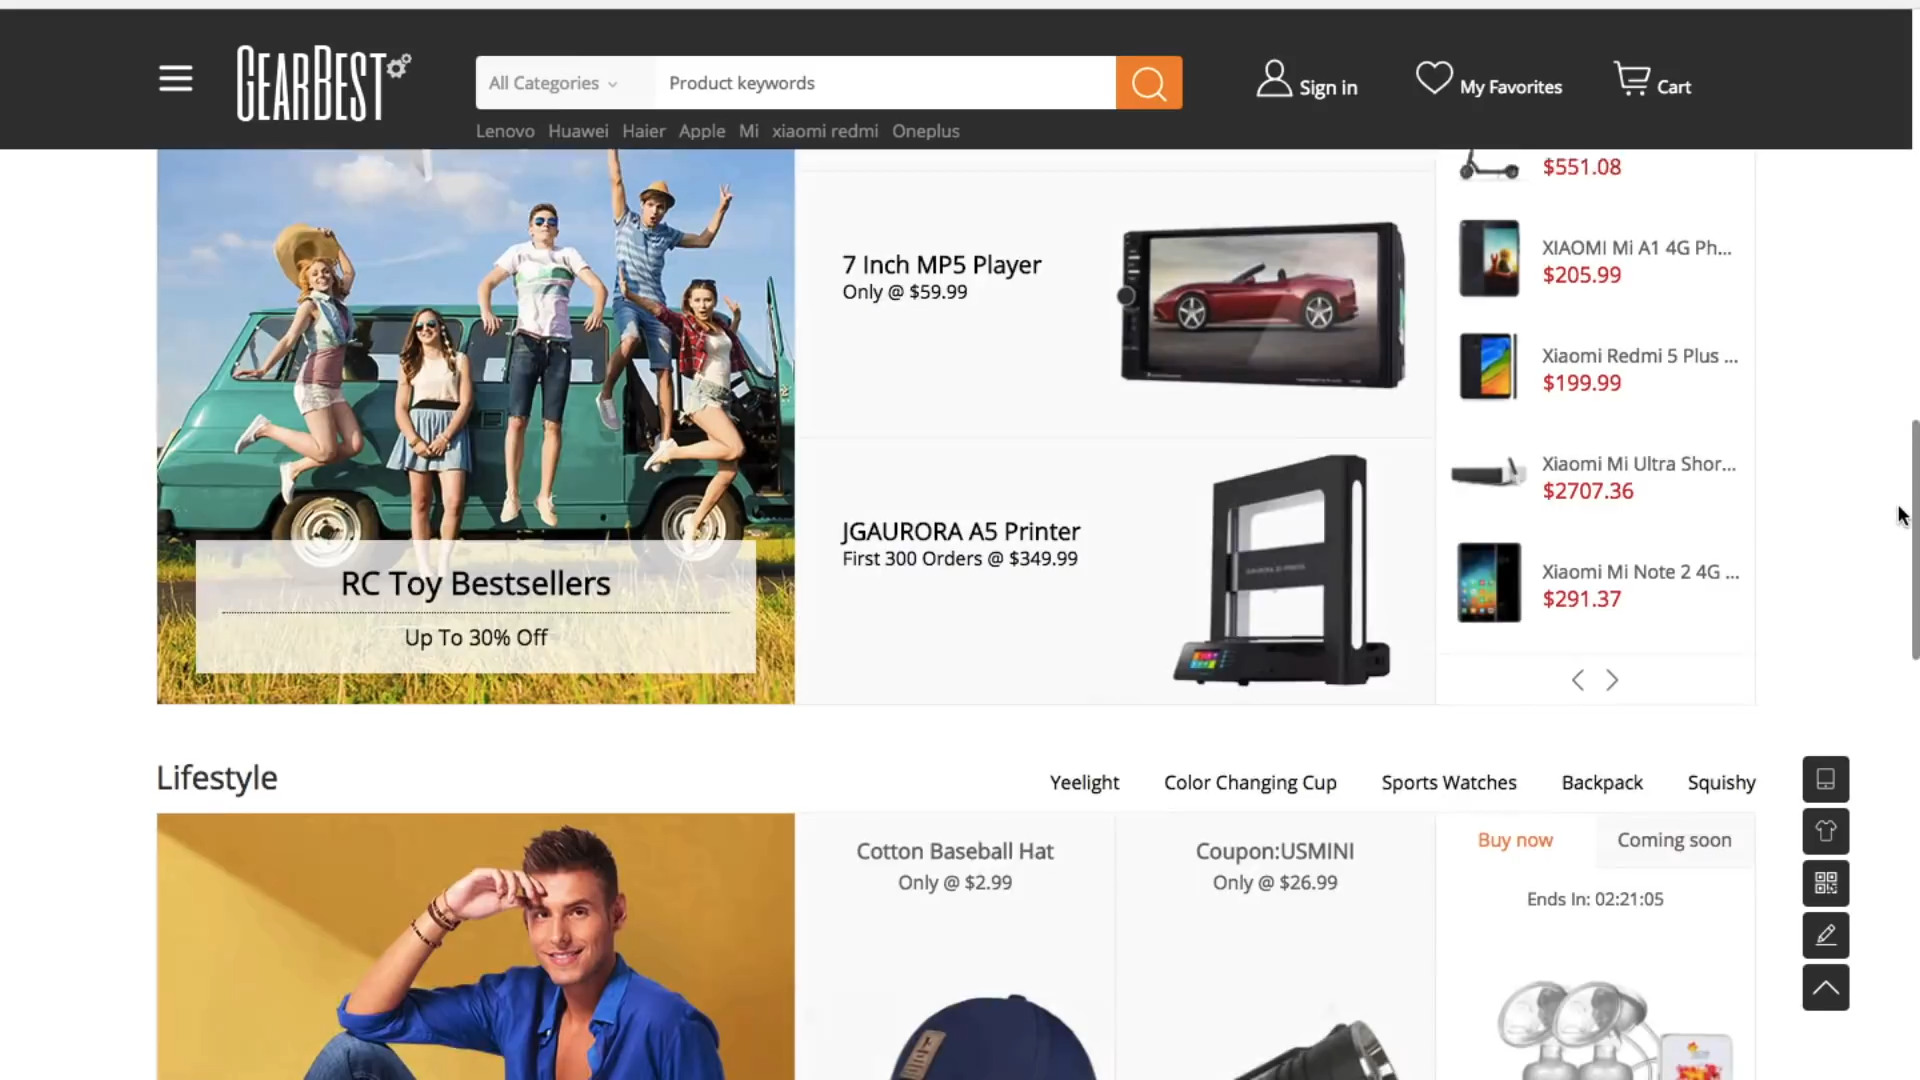 GEARBEST
All Categories
Product keywords
Sign in
My Favorites
Cart
Lenovo Huawei Haier Apple Mi xiaomi redmi Oneplus
$551.08
7 Inch MP5 Player
Only @ $59.99
XIAOMI Mi A1 4G Ph...
$205.99
Xiaomi Redmi 5 Plus ...
$199.99
Xiaomi Mi Ultra Shor...
$2707.36
JGAURORA A5 Printer
First 300 Orders @ $349.99
Xiaomi Mi Note 2 4G ...
$291.37
RC Toy Bestsellers
Up To 30% Off
Lifestyle
Yeelight
Color Changing Cup
Sports Watches
Backpack
Squishy
Cotton Baseball Hat
Only @ $2.99
Coupon:USMINI
Only @ $26.99
Buy now
Coming soon
Ends In: 02:21:05